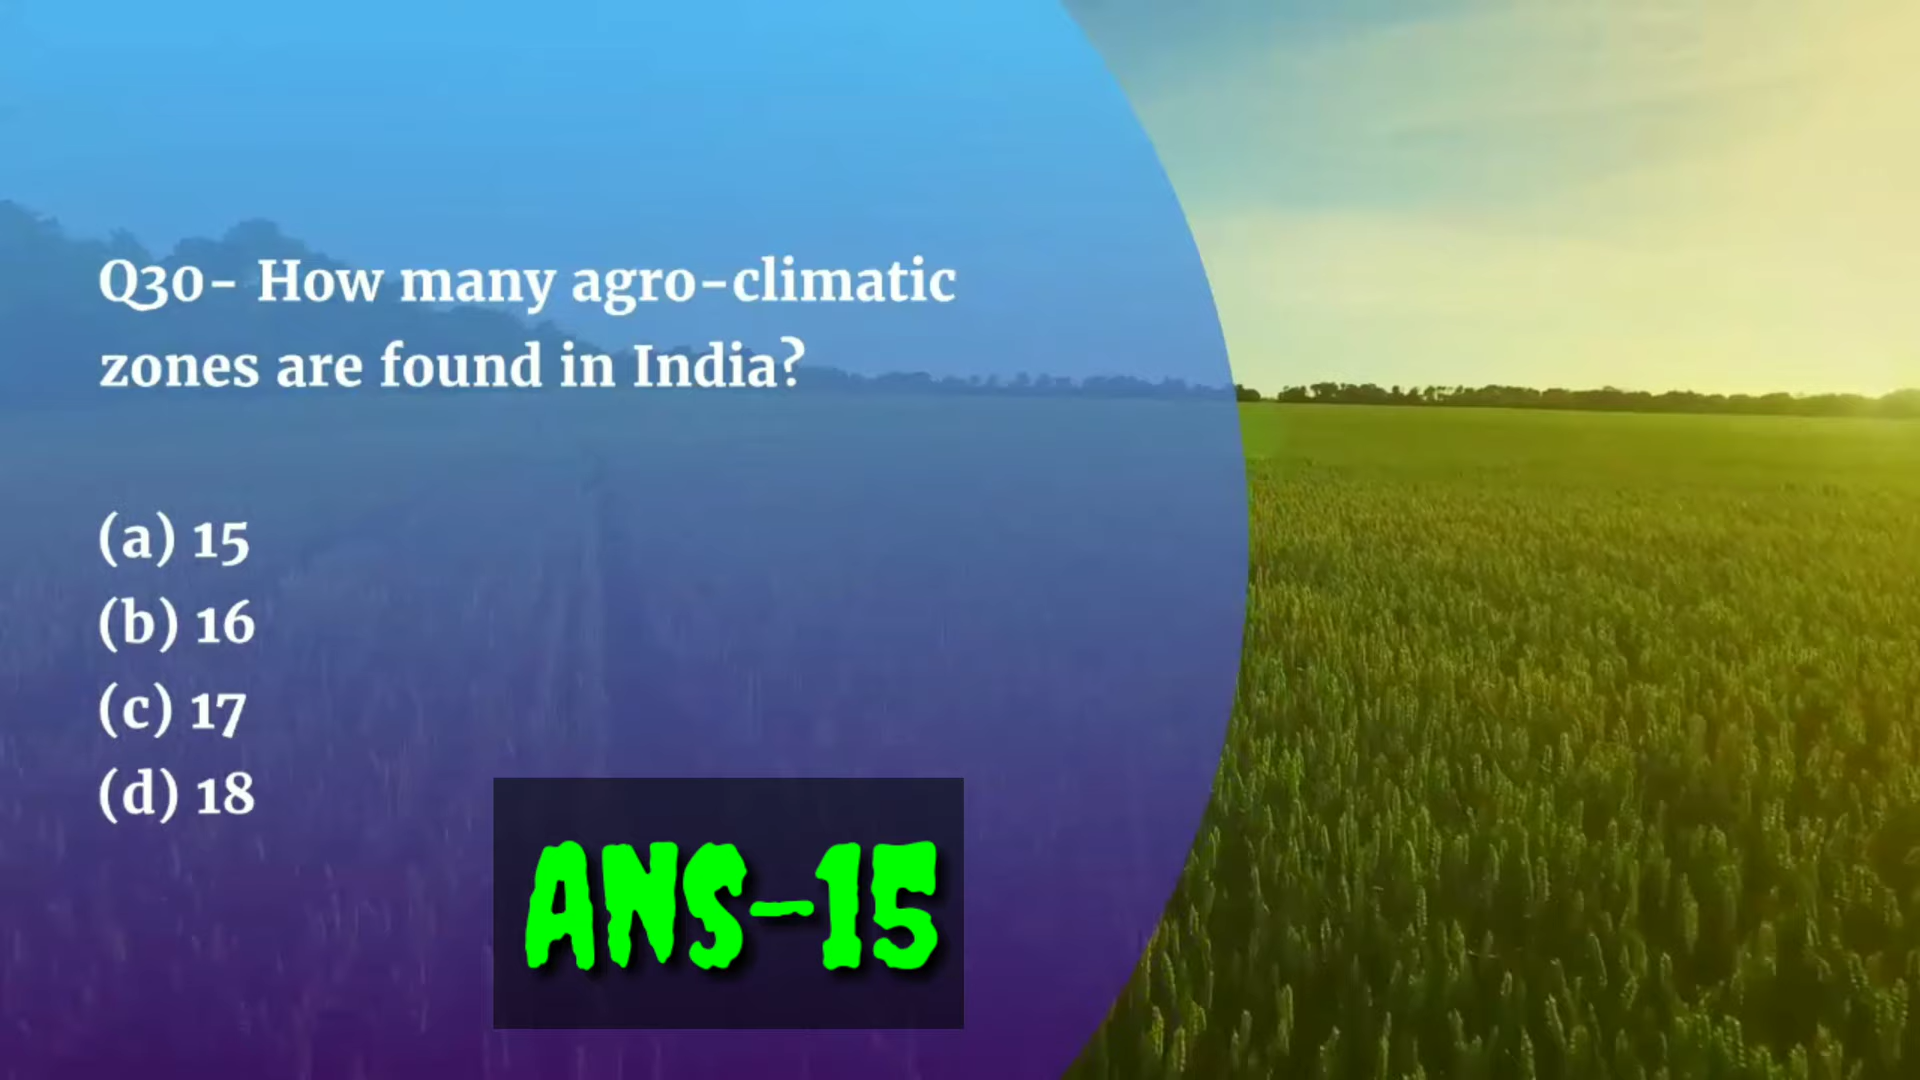 Q30- How many agro-climatic
zones are found in India?
(a) 15
(b) 16
(c) 17
(d) 18
ANS-15